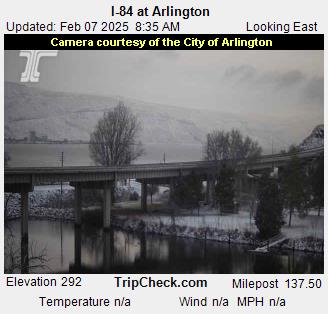 I-84 at Arlington
Updated: Feb 07 2025 8:35 AM Looking East
Camera courtesy of the City of Arlington
Elevation 292 TripCheck.com Milepost 137.50
Temperature n/a Wind n/a MPH n/a